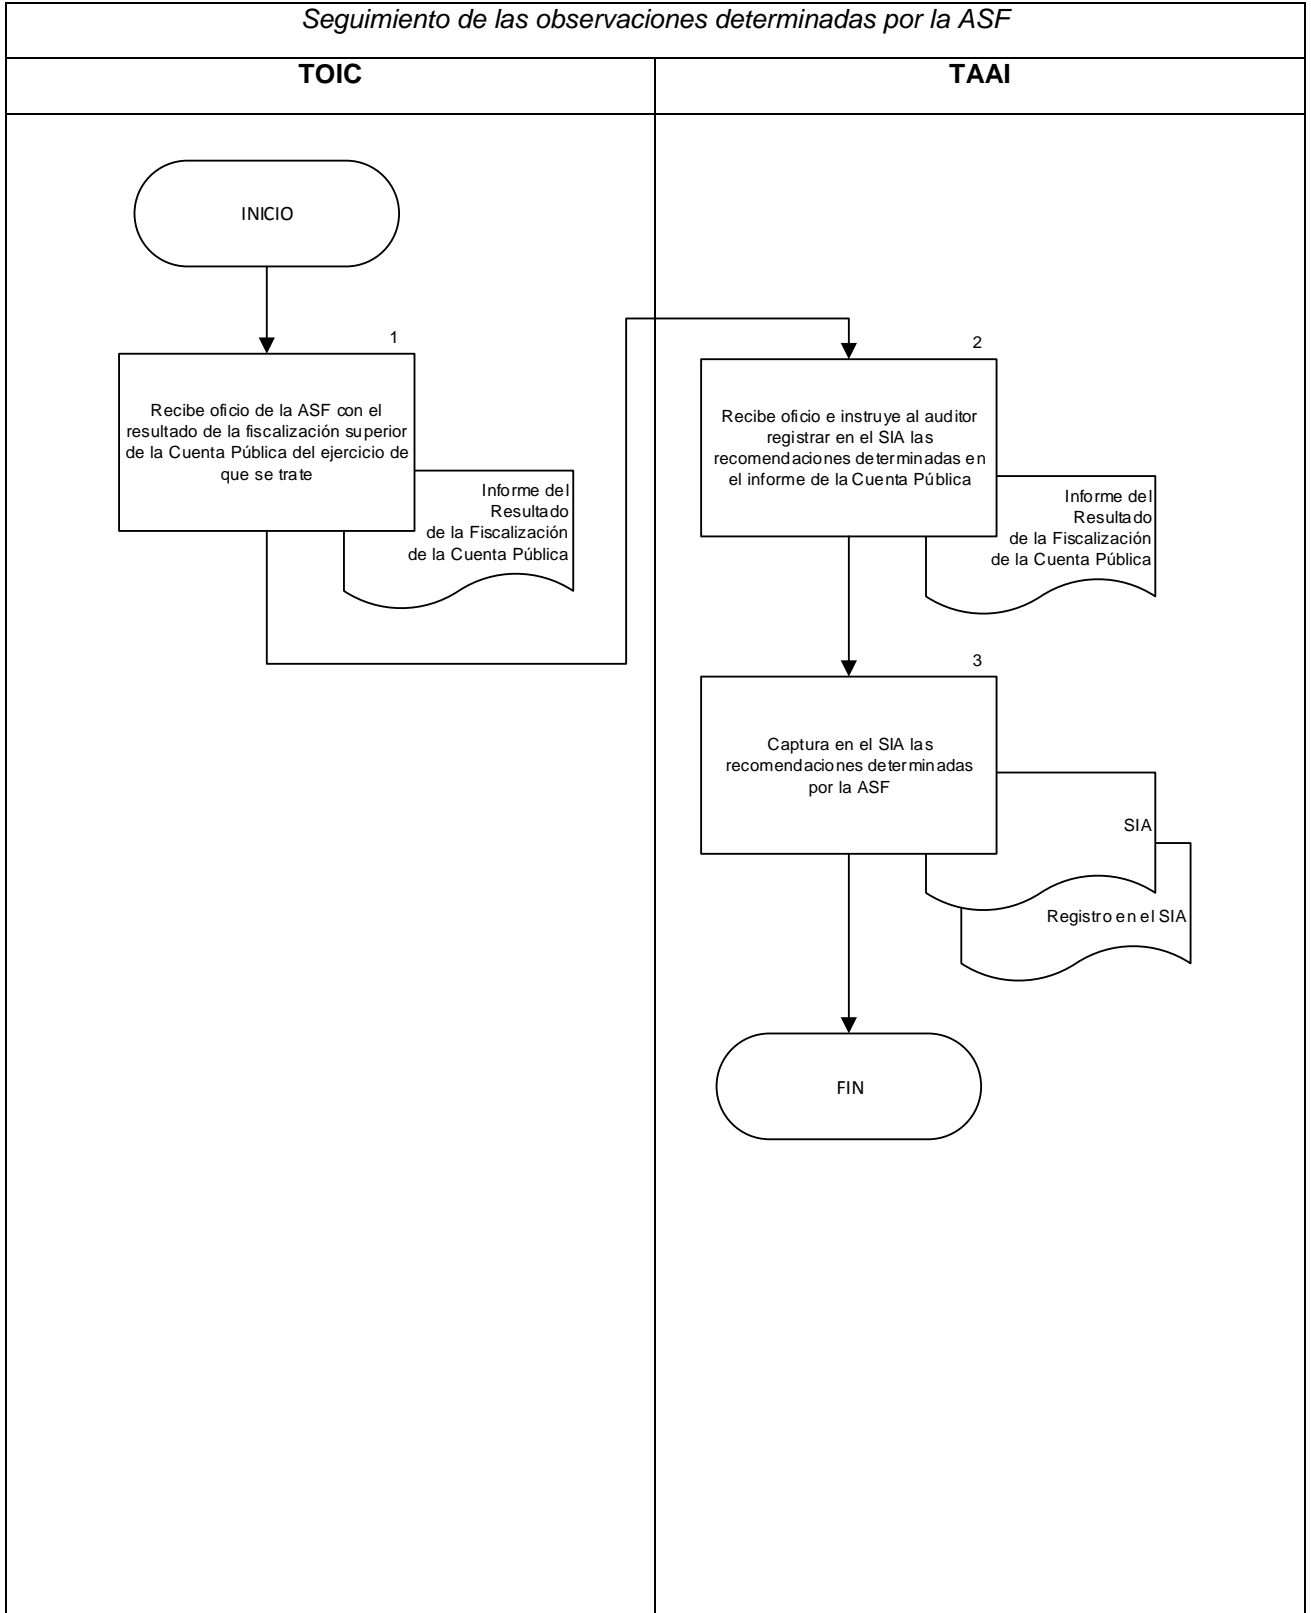 Seguimiento de las observaciones determinadas por la ASF
TOIC
TAAI
INICIO
1
Recibe oficio de la ASF con el
resultado de la fiscalización superior
de la Cuenta Pública del ejercicio de
que se trate
Informe del
Resultado
de la Fiscalización
de la Cuenta Pública
2
Recibe oficio e instruye al auditor
registrar en el SIA las
recomendaciones determinadas en
el informe de la Cuenta Pública
Informe del
Resultado
de la Fiscalización
de la Cuenta Pública
3
Captura en el SIA las
recomendaciones determinadas
por la ASF
SIA
Registro en el SIA
FIN